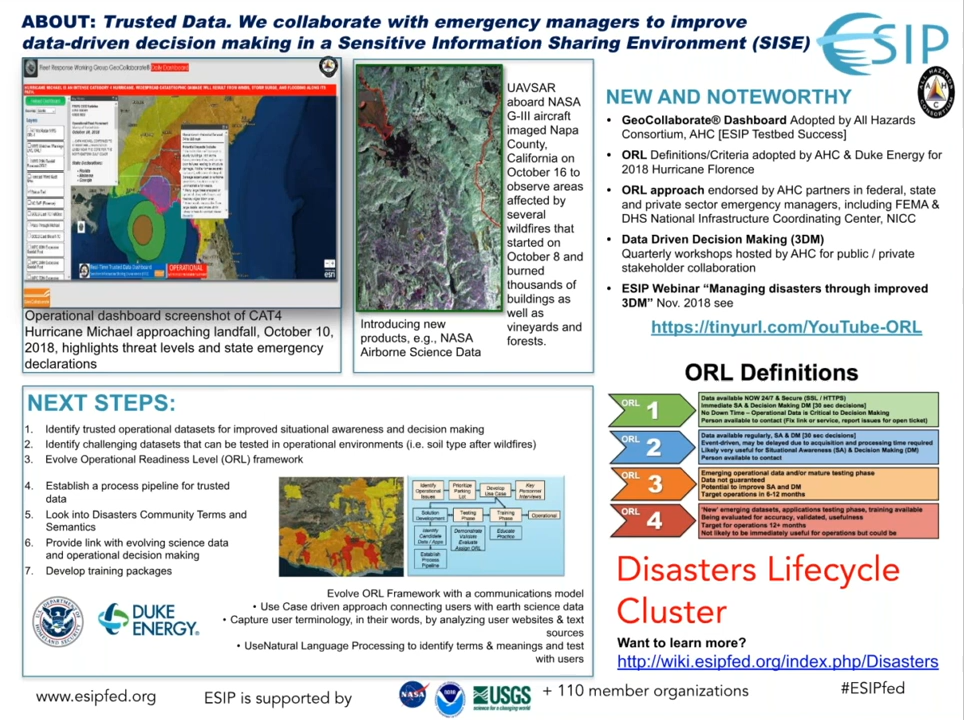 ABOUT: Trusted Data. We collaborate with emergency managers to improve
data-driven decision making in a Sensitive Information Sharing Environment (SISE)
ESIP
Fleet Response Working Group GeoCollaborate® Daily Dashboard
Real-Time Trusted Data Dashboard
OPERATIONAL
esri
Operational dashboard screenshot of CAT4
Hurricane Michael approaching landfall, October 10,
2018, highlights threat levels and state emergency
declarations
Introducing new
products, e.g., NASA
Airborne Science Data
UAVSAR
aboard NASA
G-III aircraft
imaged Napa
County,
California on
October 16 to
observe areas
affected by
several
wildfires that
started on
October 8 and
burned
thousands of
buildings as
well as
vineyards and
forests.
NEW AND NOTEWORTHY
• GeoCollaborate® Dashboard Adopted by All Hazards
Consortium, AHC [ESIP Testbed Success]
• ORL Definitions/Criteria adopted by AHC & Duke Energy for
2018 Hurricane Florence
• ORL approach endorsed by AHC partners in federal, state
and private sector emergency managers, including FEMA &
DHS National Infrastructure Coordinating Center, NICC
• Data Driven Decision Making (3DM)
Quarterly workshops hosted by AHC for public / private
stakeholder collaboration
• ESIP Webinar “Managing disasters through improved
3DM” Nov. 2018 see
https://tinyurl.com/YouTube-ORL
NEXT STEPS:
1. Identify trusted operational datasets for improved situational awareness and decision making
2. Identify challenging datasets that can be tested in operational environments (i.e. soil type after wildfires)
3. Evolve Operational Readiness Level (ORL) framework
4. Establish a process pipeline for trusted
data
5. Look into Disasters Community Terms and
Semantics
6. Provide link with evolving science data
and operational decision making
7. Develop training packages
Identify
Operational
Issues
Prioritize
Parking
Lot
Develop
Use Case
Key
Personnel
Interviews
Solution
Development
Testing
Phase
Training
Phase
Operational
Identify
Candidate
Data / Apps
Demonstrate
Validate
Evaluate
Assign ORL
Educate
Practice
Establish
Process
Pipeline
Evolve ORL Framework with a communications model
• Use Case driven approach connecting users with earth science data
• Capture user terminology, in their words, by analyzing user websites & text
sources
• UseNatural Language Processing to identify terms & meanings and test
with users
DUKE
ENERGY®
ORL Definitions
ORL 1
Data available NOW 24/7 & Secure (SSL / HTTPS)
Immediate SA & Decision Making DM [30 sec decisions]
No Down Time – Operational Data is Critical to Decision Making
Person available to contact (Fix link or service, report issues for open ticket)
ORL 2
Data available regularly, SA & DM [30 sec decisions]
Event-driven, may be delayed due to acquisition and processing time required
Likely very useful for Situational Awareness (SA) & Decision Making (DM)
Person available to contact
ORL 3
Emerging operational data and/or mature testing phase
Data not guaranteed
Potential to improve SA and DM
Target operations in 6-12 months
ORL 4
'New' emerging datasets, applications testing phase, training available
Being evaluated for accuracy, validated, usefulness
Target for operations 12+ months
Not likely to be immediately useful for operations but could be
Disasters Lifecycle
Cluster
Want to learn more?
http://wiki.esipfed.org/index.php/Disasters
www.esipfed.org
ESIP is supported by
NASA
USGS
science for a changing world
+ 110 member organizations
#ESIPfed